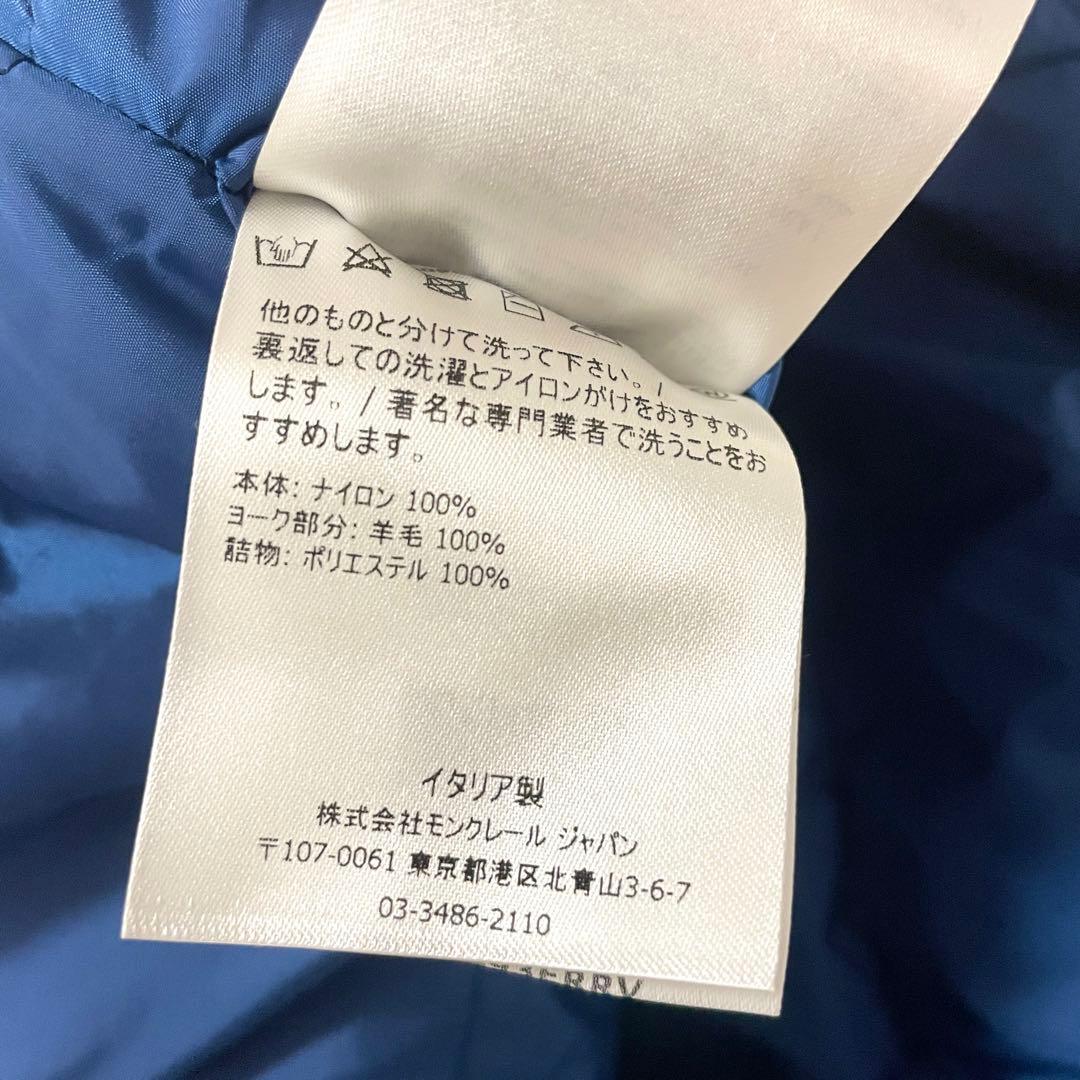 他のものと分けて洗って下さい。/
裏返しての洗濯とアイロンがけをおすすめ
します。/ 著名な専門業者で洗うことをお
すすめします。
本体: ナイロン 100%
ヨーク部分: 羊毛 100%
詰物: ポリエステル 100%
イタリア製
株式会社モンクレール ジャパン
〒107-0061 東京都港区北青山3-6-7
03-3486-2110